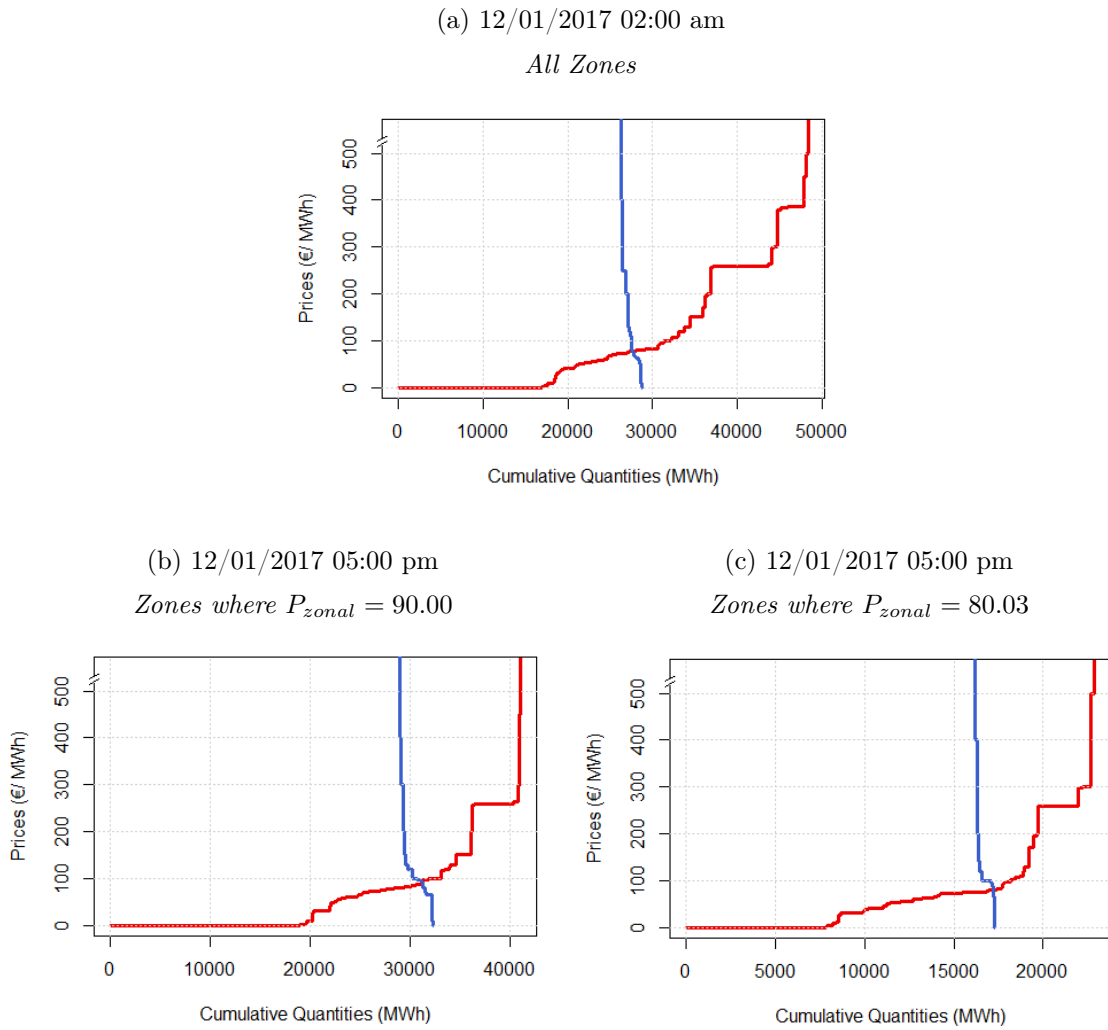 (a) 12/01/2017 02:00 am
All Zones
Prices (€/ MWh)
500
400
300
200
100
0
0 10000 20000 30000 40000 50000
Cumulative Quantities (MWh)
(b) 12/01/2017 05:00 pm
Zones where P_zonal = 90.00
Prices (€/ MWh)
500
400
300
200
100
0
0 10000 20000 30000 40000
Cumulative Quantities (MWh)
(c) 12/01/2017 05:00 pm
Zones where P_zonal = 80.03
Prices (€/ MWh)
500
400
300
200
100
0
0 5000 10000 15000 20000
Cumulative Quantities (MWh)